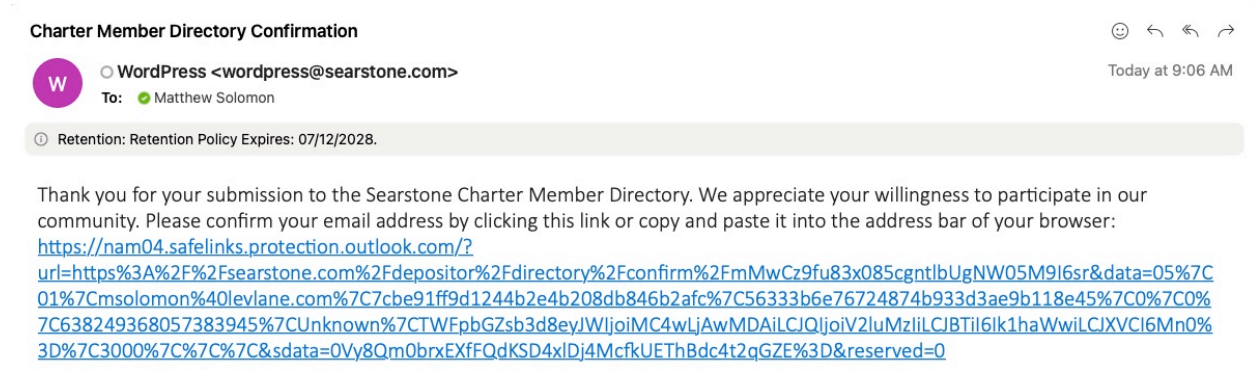 Charter Member Directory Confirmation
W
WordPress <wordpress@searstone.com>
Today at 9:06 AM
To: Matthew Solomon
Retention: Retention Policy Expires: 07/12/2028.
Thank you for your submission to the Searstone Charter Member Directory. We appreciate your willingness to participate in our
community. Please confirm your email address by clicking this link or copy and paste it into the address bar of your browser:
https://nam04.safelinks.protection.outlook.com/?
url=https%3A%2F%2Fsearstone.com%2Fdepositor%2Fdirectory%2Fconfirm%2FmMwCz9fu83x085cgntlbUgNW05M9I6sr&data=05%7C
01%7Cmsolomon%40levlane.com%7C7cbe91ff9d1244b2e4b208db846b2afc%7C56333b6e76724874b933d3ae9b118e45%7C0%7C0%
7C638249368057383945%7CUnknown%7CTWFpbGZsb3d8eyJWIjoiMC4wLjAwMDAiLCJQIjoiV2luMzIiLCJBTiI6Ik1haWwiLCJXVCI6Mn0%
3D%7C3000%7C%7C%7C&sdata=0Vy8Qm0brxEXfFQdKSD4xlDj4McfkUEThBdc4t2qGZE%3D&reserved=0